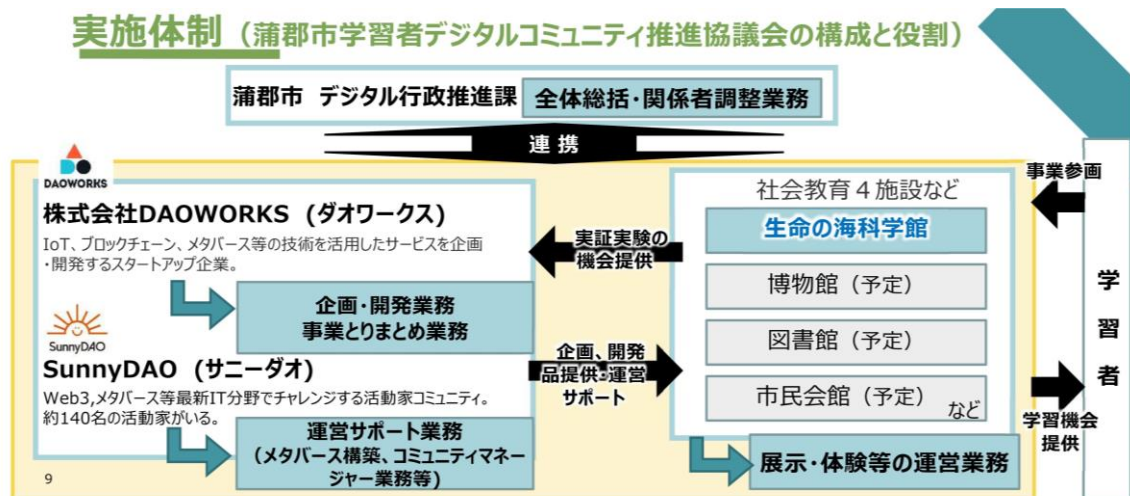 実施体制（蒲郡市学習者デジタルコミュニティ推進協議会の構成と役割）
蒲郡市 デジタル行政推進課 全体総括・関係者調整業務
連携
DAOWORKS
株式会社DAOWORKS（ダオワークス）
IoT、ブロックチェーン、メタバース等の技術を活用したサービスを企画
・開発するスタートアップ企業。
企画・開発業務
事業とりまとめ業務
SunnyDAO
SunnyDAO（サニーダオ）
Web3,メタバース等最新IT分野でチャレンジする活動家コミュニティ。
約140名の活動家がいる。
運営サポート業務
（メタバース構築、コミュニティマネー
ジャー業務等）
実証実験の
機会提供
企画、開発
品提供・運営
サポート
社会教育４施設など
生命の海科学館
博物館（予定）
図書館（予定）
市民会館（予定）
など
展示・体験等の運営業務
事業参画
学習者
学習機会
提供
9